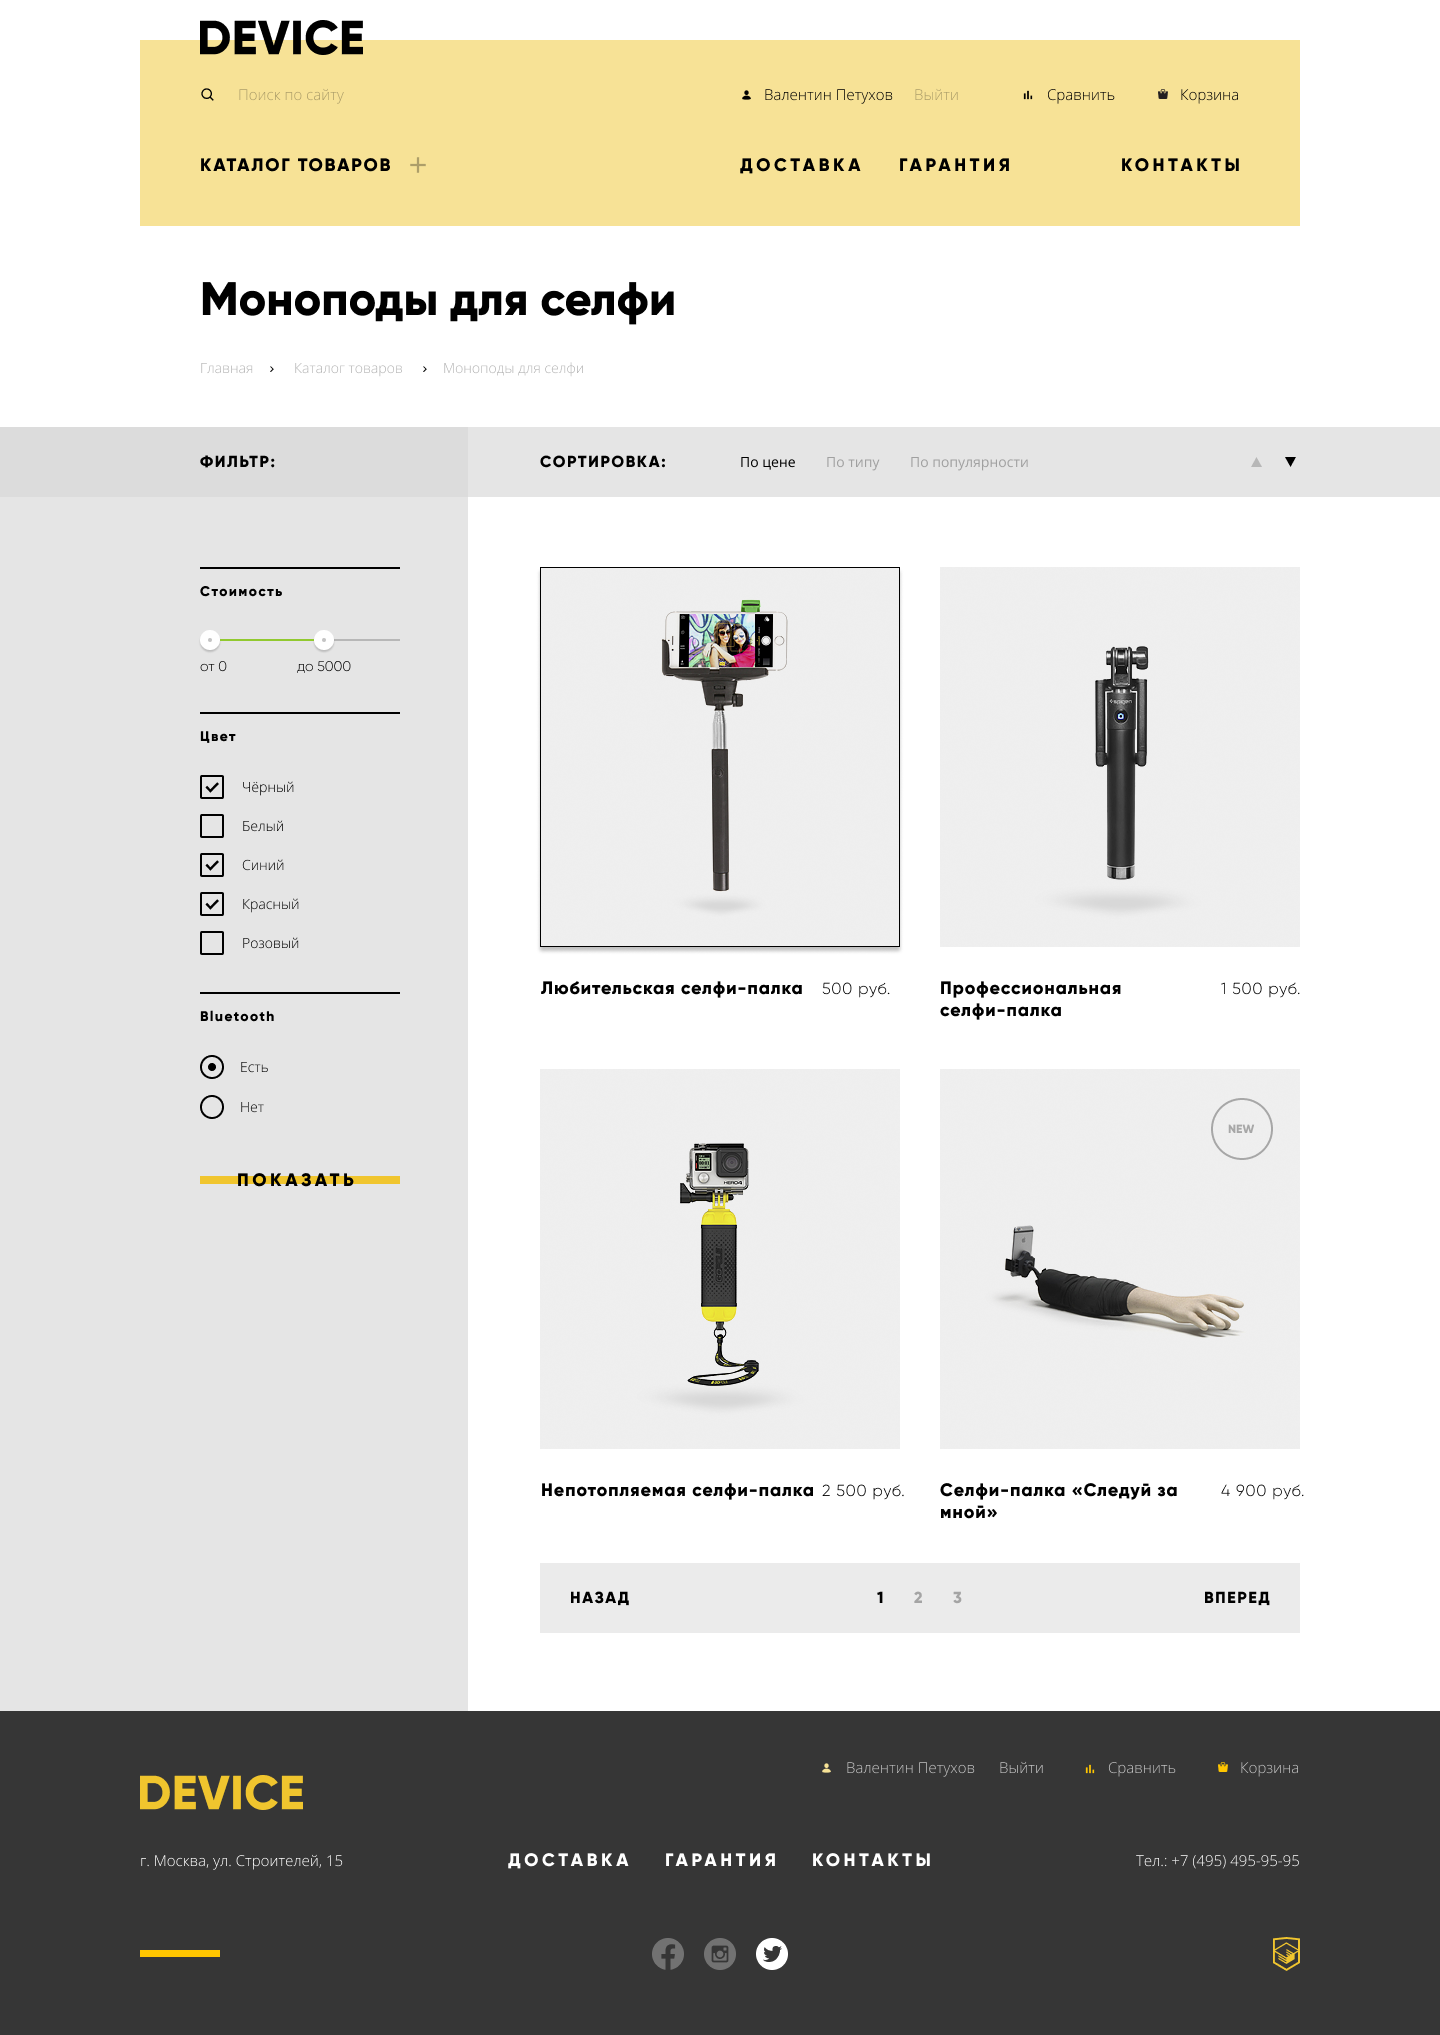 DEVICE
Поиск по сайту
Валентин Петухов Выйти Сравнить Корзина
КАТАЛОГ ТОВАРОВ
ДОСТАВКА ГАРАНТИЯ КОНТАКТЫ
Моноподы для селфи
Главная › Каталог товаров › Моноподы для селфи
ФИЛЬТР:
СОРТИРОВКА: По цене По типу По популярности
Стоимость
от 0 до 5000
Цвет
Чёрный
Белый
Синий
Красный
Розовый
Bluetooth
Есть
Нет
ПОКАЗАТЬ
Любительская селфи-палка 500 руб.
Профессиональная
селфи-палка
1 500 руб.
HERO4
NEW
Непотопляемая селфи-палка 2 500 руб.
Селфи-палка «Следуй за
мной»
4 900 руб.
НАЗАД 1 2 3 ВПЕРЕД
DEVICE
Валентин Петухов Выйти Сравнить Корзина
г. Москва, ул. Строителей, 15
ДОСТАВКА ГАРАНТИЯ КОНТАКТЫ
Тел.: +7 (495) 495-95-95